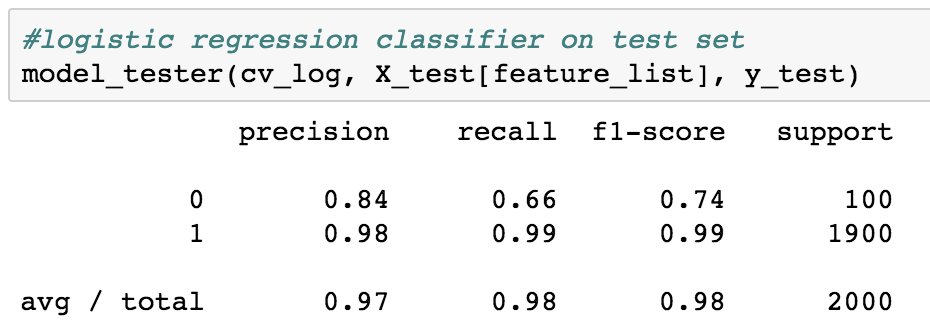 #logistic regression classifier on test set
model_tester(cv_log, X_test[feature_list], y_test)
precision recall f1-score support
0 0.84 0.66 0.74 100
1 0.98 0.99 0.99 1900
avg / total 0.97 0.98 0.98 2000